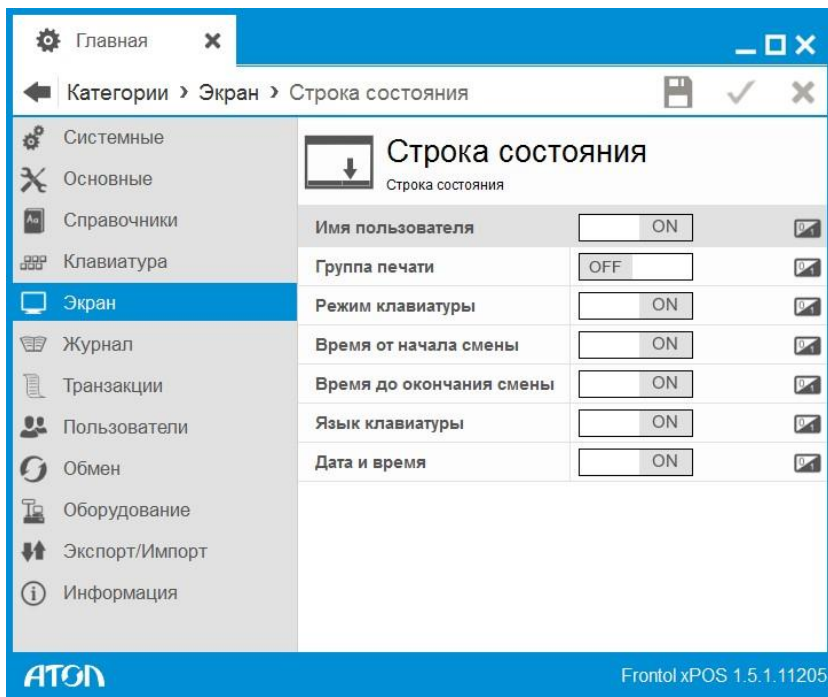 Главная
Категории › Экран › Строка состояния
Системные
Основные
Справочники
Клавиатура
Экран
Журнал
Транзакции
Пользователи
Обмен
Оборудование
Экспорт/Импорт
Информация
Строка состояния
Строка состояния
Имя пользователя ON
Группа печати OFF
Режим клавиатуры ON
Время от начала смены ON
Время до окончания смены ON
Язык клавиатуры ON
Дата и время ON
ATOL
Frontol xPOS 1.5.1.11205